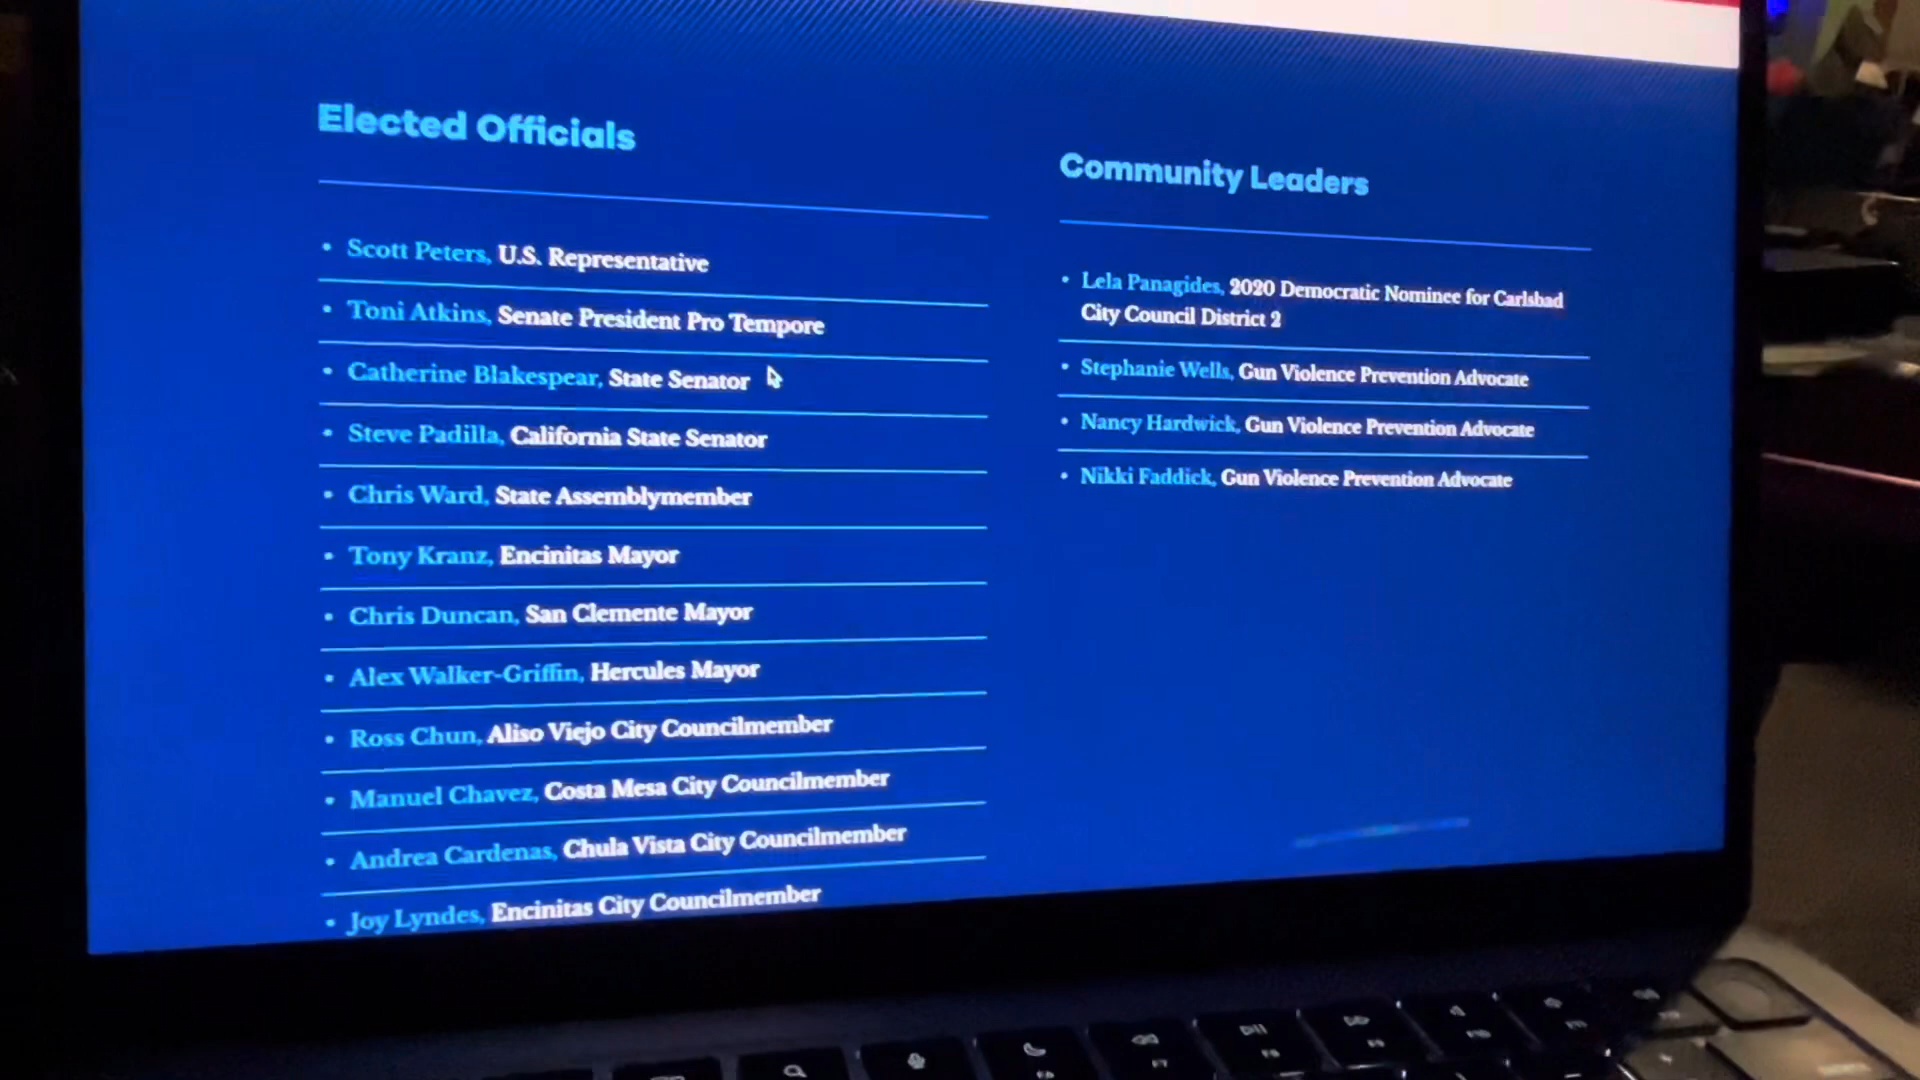 Elected Officials
• Scott Peters, U.S. Representative
• Toni Atkins, Senate President Pro Tempore
• Catherine Blakespear, State Senator
• Steve Padilla, California State Senator
• Chris Ward, State Assemblymember
• Tony Kranz, Encinitas Mayor
• Chris Duncan, San Clemente Mayor
• Alex Walker-Griffin, Hercules Mayor
• Ross Chun, Aliso Viejo City Councilmember
• Manuel Chavez, Costa Mesa City Councilmember
• Andrea Cardenas, Chula Vista City Councilmember
• Joy Lyndes, Encinitas City Councilmember
Community Leaders
• Lela Panagides, 2020 Democratic Nominee for Carlsbad
City Council District 2
• Stephanie Wells, Gun Violence Prevention Advocate
• Nancy Hardwick, Gun Violence Prevention Advocate
• Nikki Faddick, Gun Violence Prevention Advocate
F7